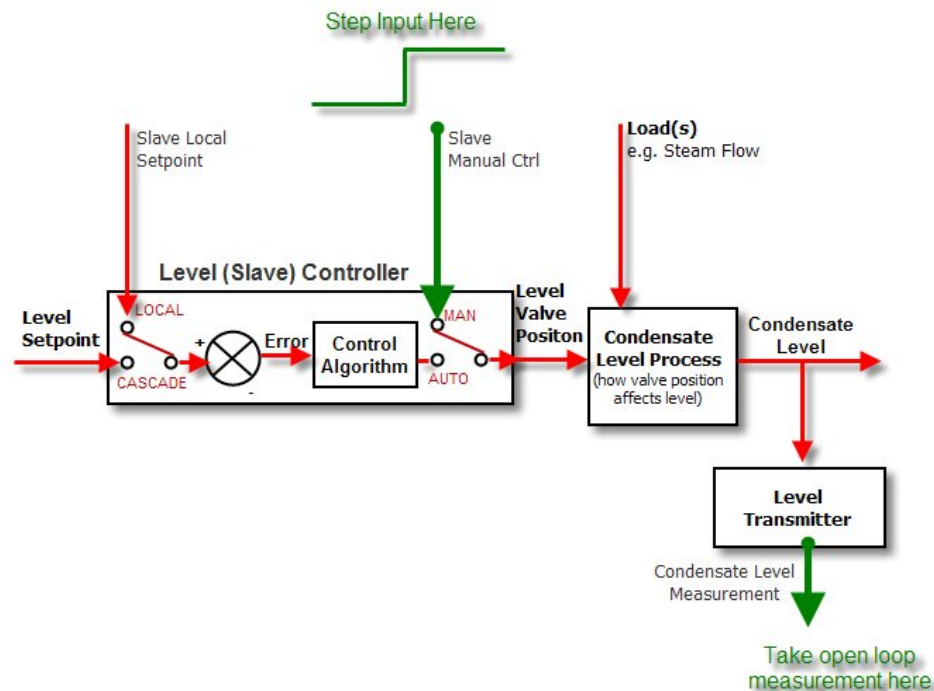 Step Input Here
Slave Local
Setpoint
Slave
Manual Ctrl
Load(s)
e.g. Steam Flow
Level (Slave) Controller
Level
Setpoint
LOCAL
CASCADE
+
-
Error
Control
Algorithm
MAN
AUTO
Level
Valve
Positon
Condensate
Level Process
(how valve position
affects level)
Condensate
Level
Level
Transmitter
Condensate Level
Measurement
Take open loop
measurement here